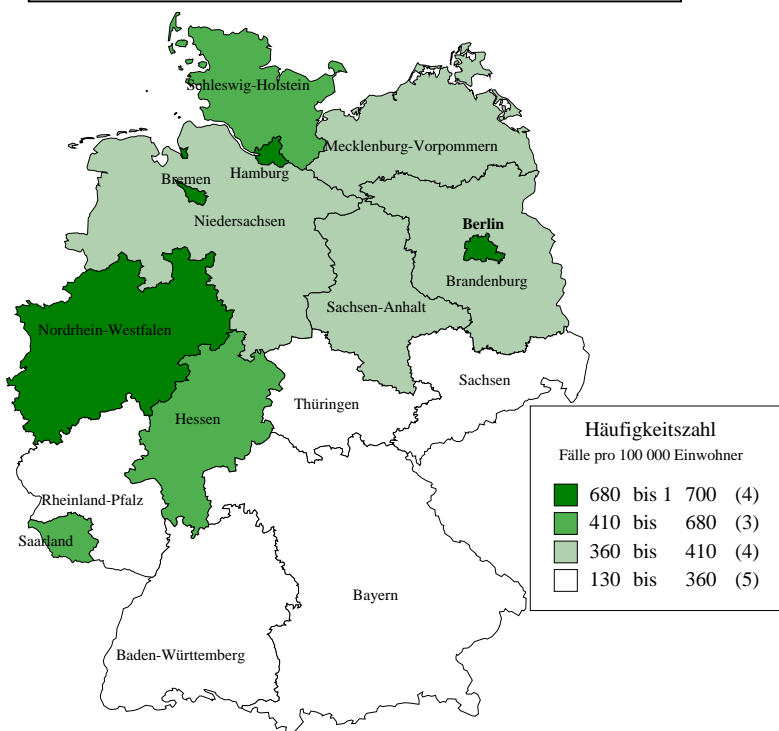 Schleswig-Holstein
Mecklenburg-Vorpommern
Hamburg
Bremen
Niedersachsen
Berlin
Brandenburg
Sachsen-Anhalt
Nordrhein-Westfalen
Sachsen
Thüringen
Hessen
Rheinland-Pfalz
Saarland
Bayern
Baden-Württemberg
Häufigkeitszahl
Fälle pro 100 000 Einwohner
680 bis 1 700 (4)
410 bis 680 (3)
360 bis 410 (4)
130 bis 360 (5)